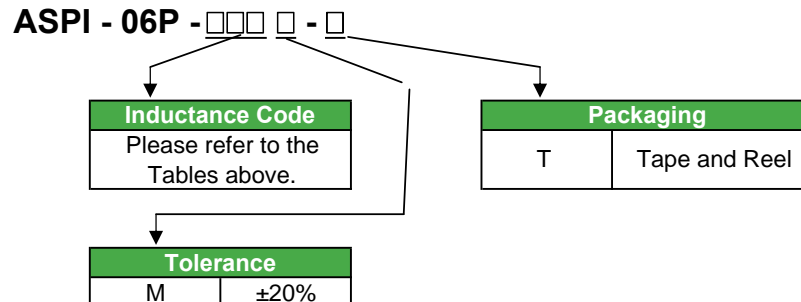 ASPI - 06P - □□□ □ - □
Inductance Code
Please refer to the
Tables above.
Packaging
T Tape and Reel
Tolerance
M ±20%